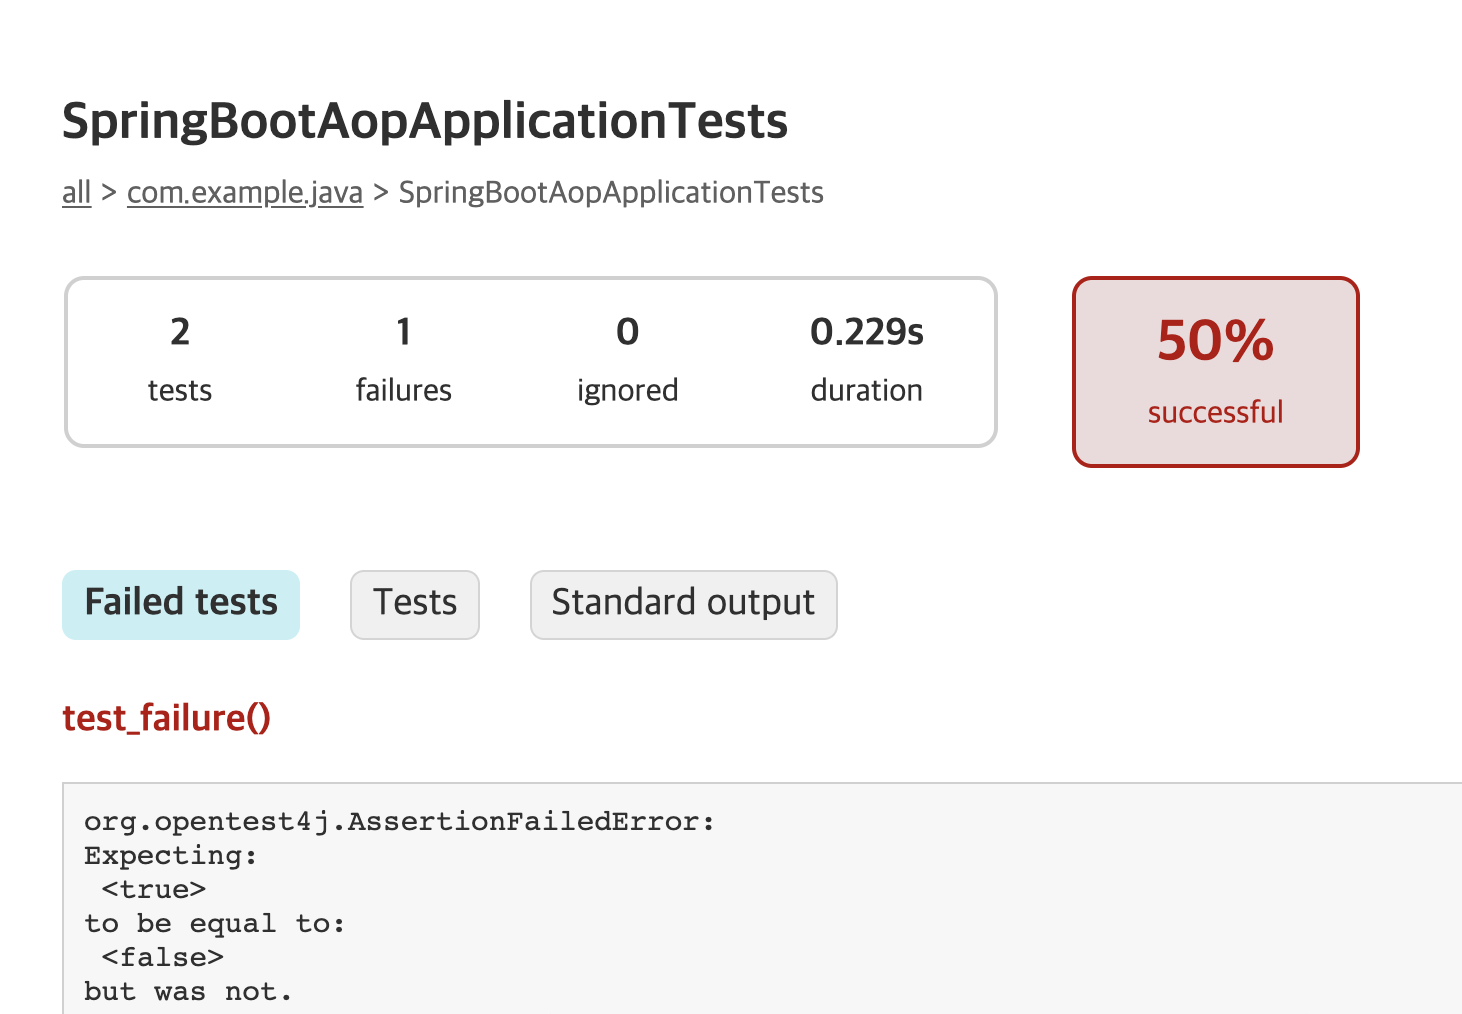 SpringBootAopApplicationTests
all > com.example.java > SpringBootAopApplicationTests
2 1 0 0.229s 50%
tests failures ignored duration successful
Failed tests Tests Standard output
test_failure()
org.opentest4j.AssertionFailedError:
Expecting:
<true>
to be equal to:
<false>
but was not.